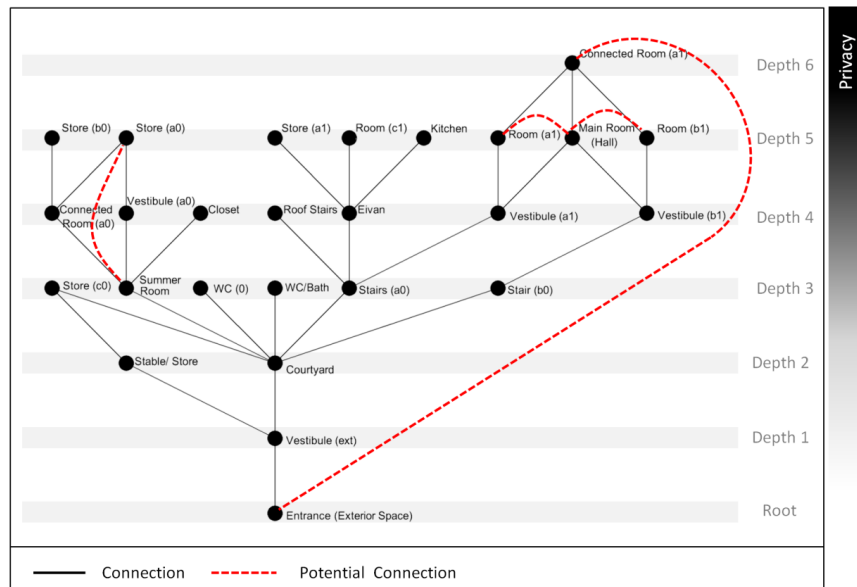 Privacy
Connected Room (a1)
Depth 6
Store (b0)
Store (a0)
Store (a1)
Room (c1)
Kitchen
Room (a1)
Main Room
(Hall)
Room (b1)
Depth 5
Connected
Room (a0)
Vestibule (a0)
Closet
Roof Stairs
Eivan
Vestibule (a1)
Vestibule (b1)
Depth 4
Store (c0)
Summer
Room
WC (0)
WC/Bath
Stairs (a0)
Stair (b0)
Depth 3
Stable/ Store
Courtyard
Depth 2
Vestibule (ext)
Depth 1
Entrance (Exterior Space)
Root
Connection
Potential Connection